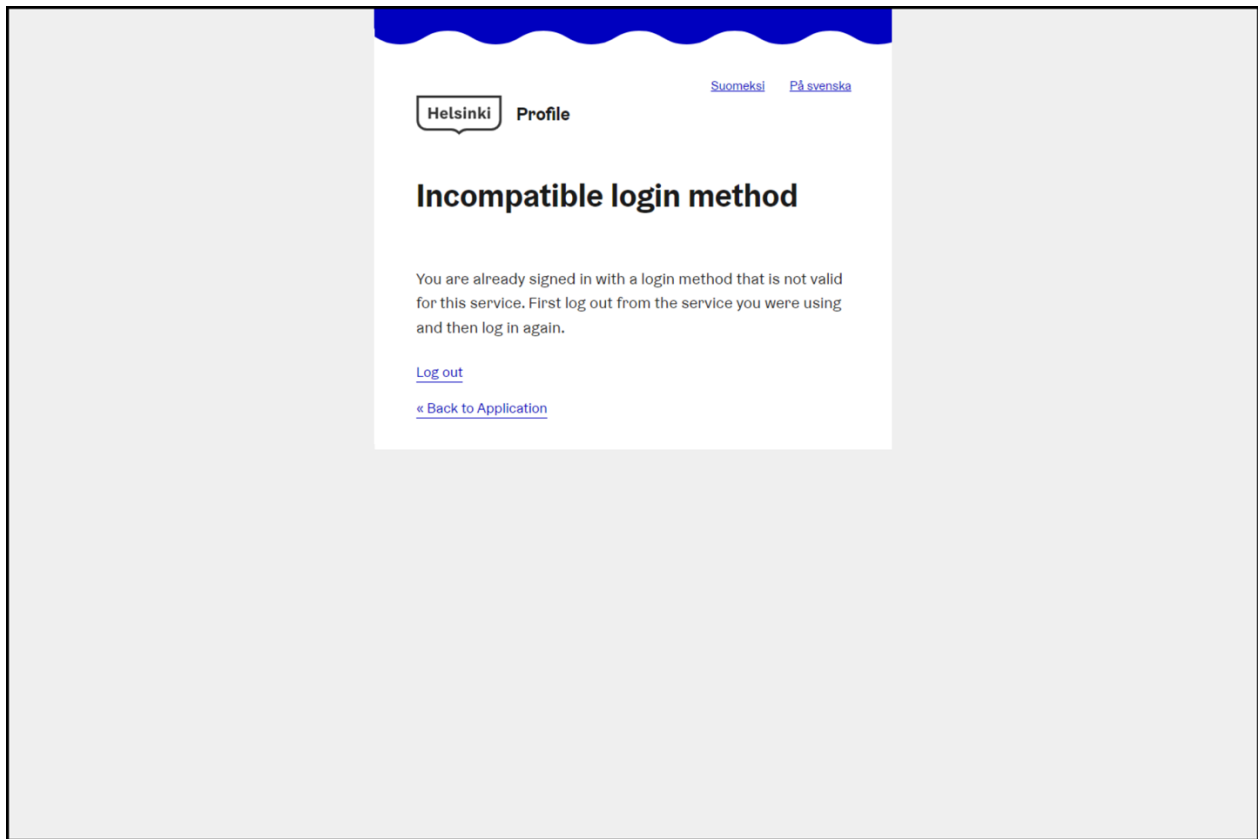 Suomeksi På svenska
Helsinki Profile
Incompatible login method
You are already signed in with a login method that is not valid
for this service. First log out from the service you were using
and then log in again.
Log out
« Back to Application